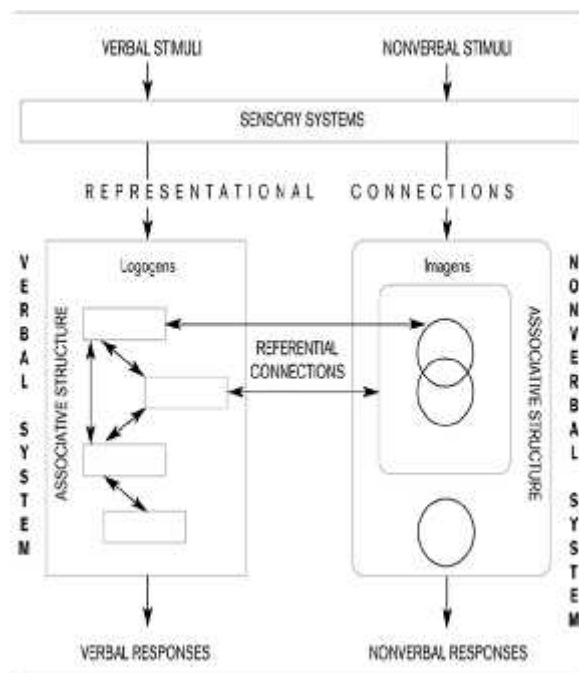 VERBAL STIMULI
NONVERBAL STIMULI
SENSORY SYSTEMS
REPRESENTATIONAL CONNECTIONS
VERBAL SYSTEM
Logogens
ASSOCIATIVE STRUCTURE
REFERENTIAL
CONNECTIONS
Imagens
ASSOCIATIVE STRUCTURE
NONVERBAL SYSTEM
VERBAL RESPONSES
NONVERBAL RESPONSES